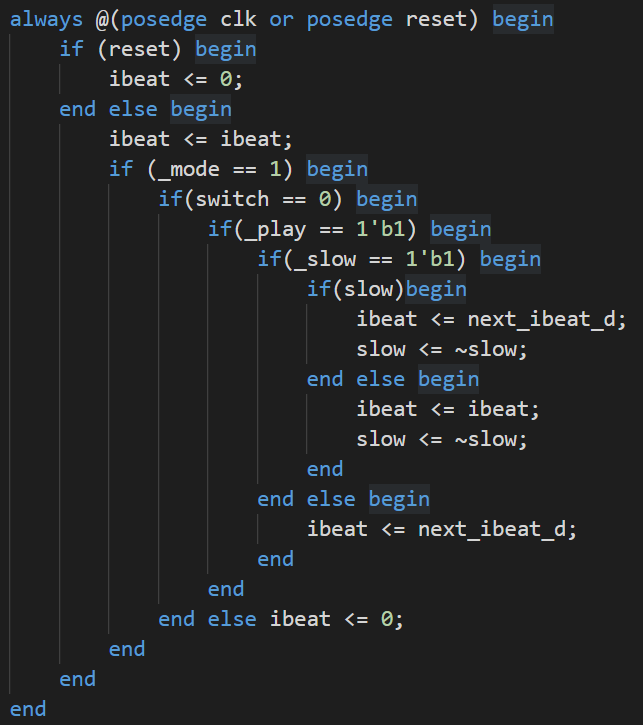 always @(posedge clk or posedge reset) begin
    if (reset) begin
        ibeat <= 0;
    end else begin
        ibeat <= ibeat;
        if (_mode == 1) begin
            if(switch == 0) begin
                if(_play == 1'b1) begin
                    if(_slow == 1'b1) begin
                        if(slow)begin
                            ibeat <= next_ibeat_d;
                            slow <= ~slow;
                        end else begin
                            ibeat <= ibeat;
                            slow <= ~slow;
                        end
                    end else begin
                        ibeat <= next_ibeat_d;
                    end
                end
            end else ibeat <= 0;
        end
    end
end